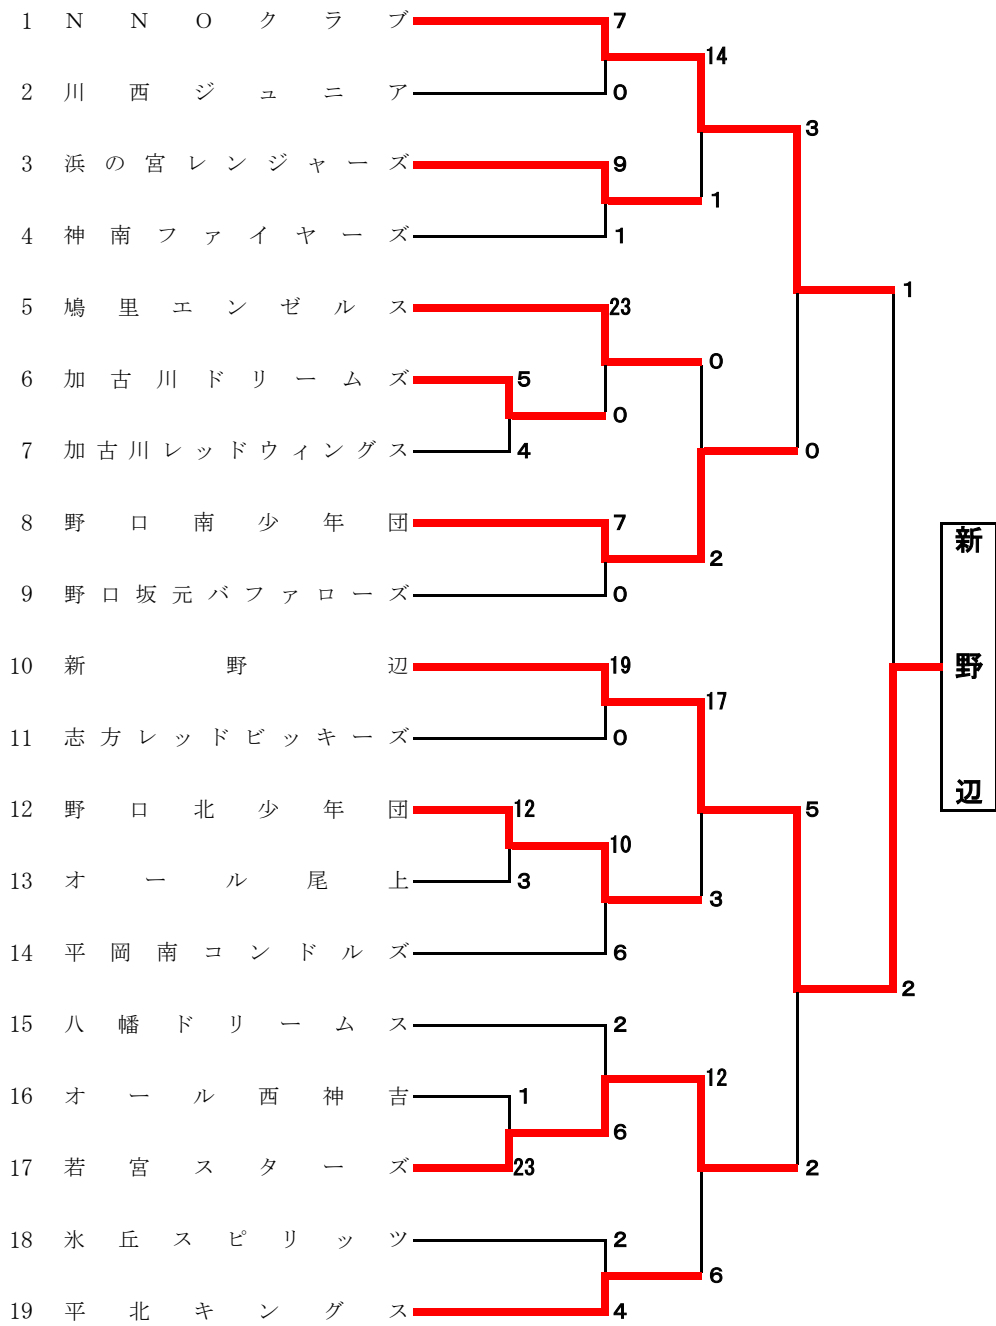 1 NNOクラブ 7
14
2 川西ジュニア 0
3
3 浜の宮レンジャーズ 9
1
4 神南ファイヤーズ 1
1
5 鳩里エンゼルス 23
0
6 加古川ドリームズ 5
0
7 加古川レッドウィングス 4
0
8 野口南少年団 7
2
9 野口坂元バファローズ 0
新野辺
10 新野辺 19
17
11 志方レッドビッキーズ 0
12 野口北少年団 12
5
10
13 オール尾上 3
3
14 平岡南コンドルズ 6
2
15 八幡ドリームス 2
12
16 オール西神吉 1
6
17 若宮スターズ 23
2
18 氷丘スピリッツ 2
6
19 平北キングス 4